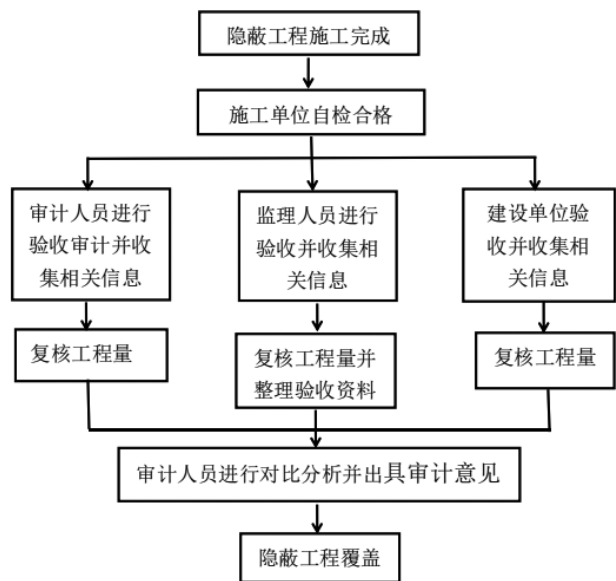 隐蔽工程施工完成
施工单位自检合格
审计人员进行
验收审计并收
集相关信息
监理人员进行
验收并收集相
关信息
建设单位验
收并收集相
关信息
复核工程量
复核工程量并
整理验收资料
复核工程量
审计人员进行对比分析并出具审计意见
隐蔽工程覆盖